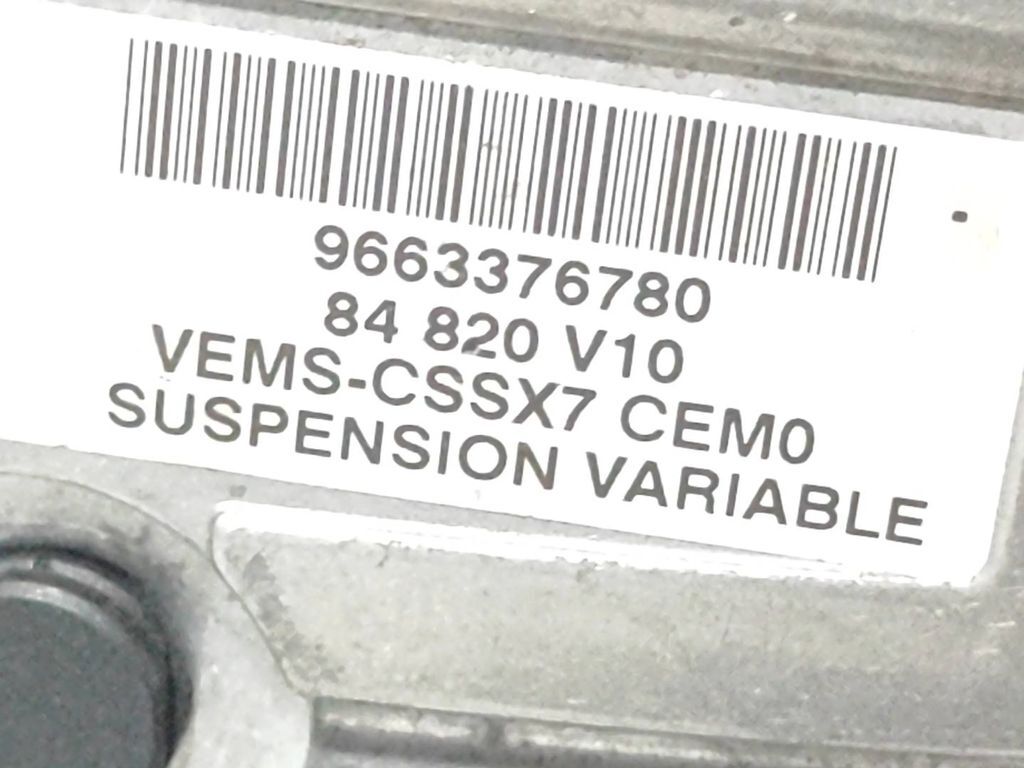 9663376780
84 820 V10
VEMS-CSSX7 CEM0
SUSPENSION VARIABLE